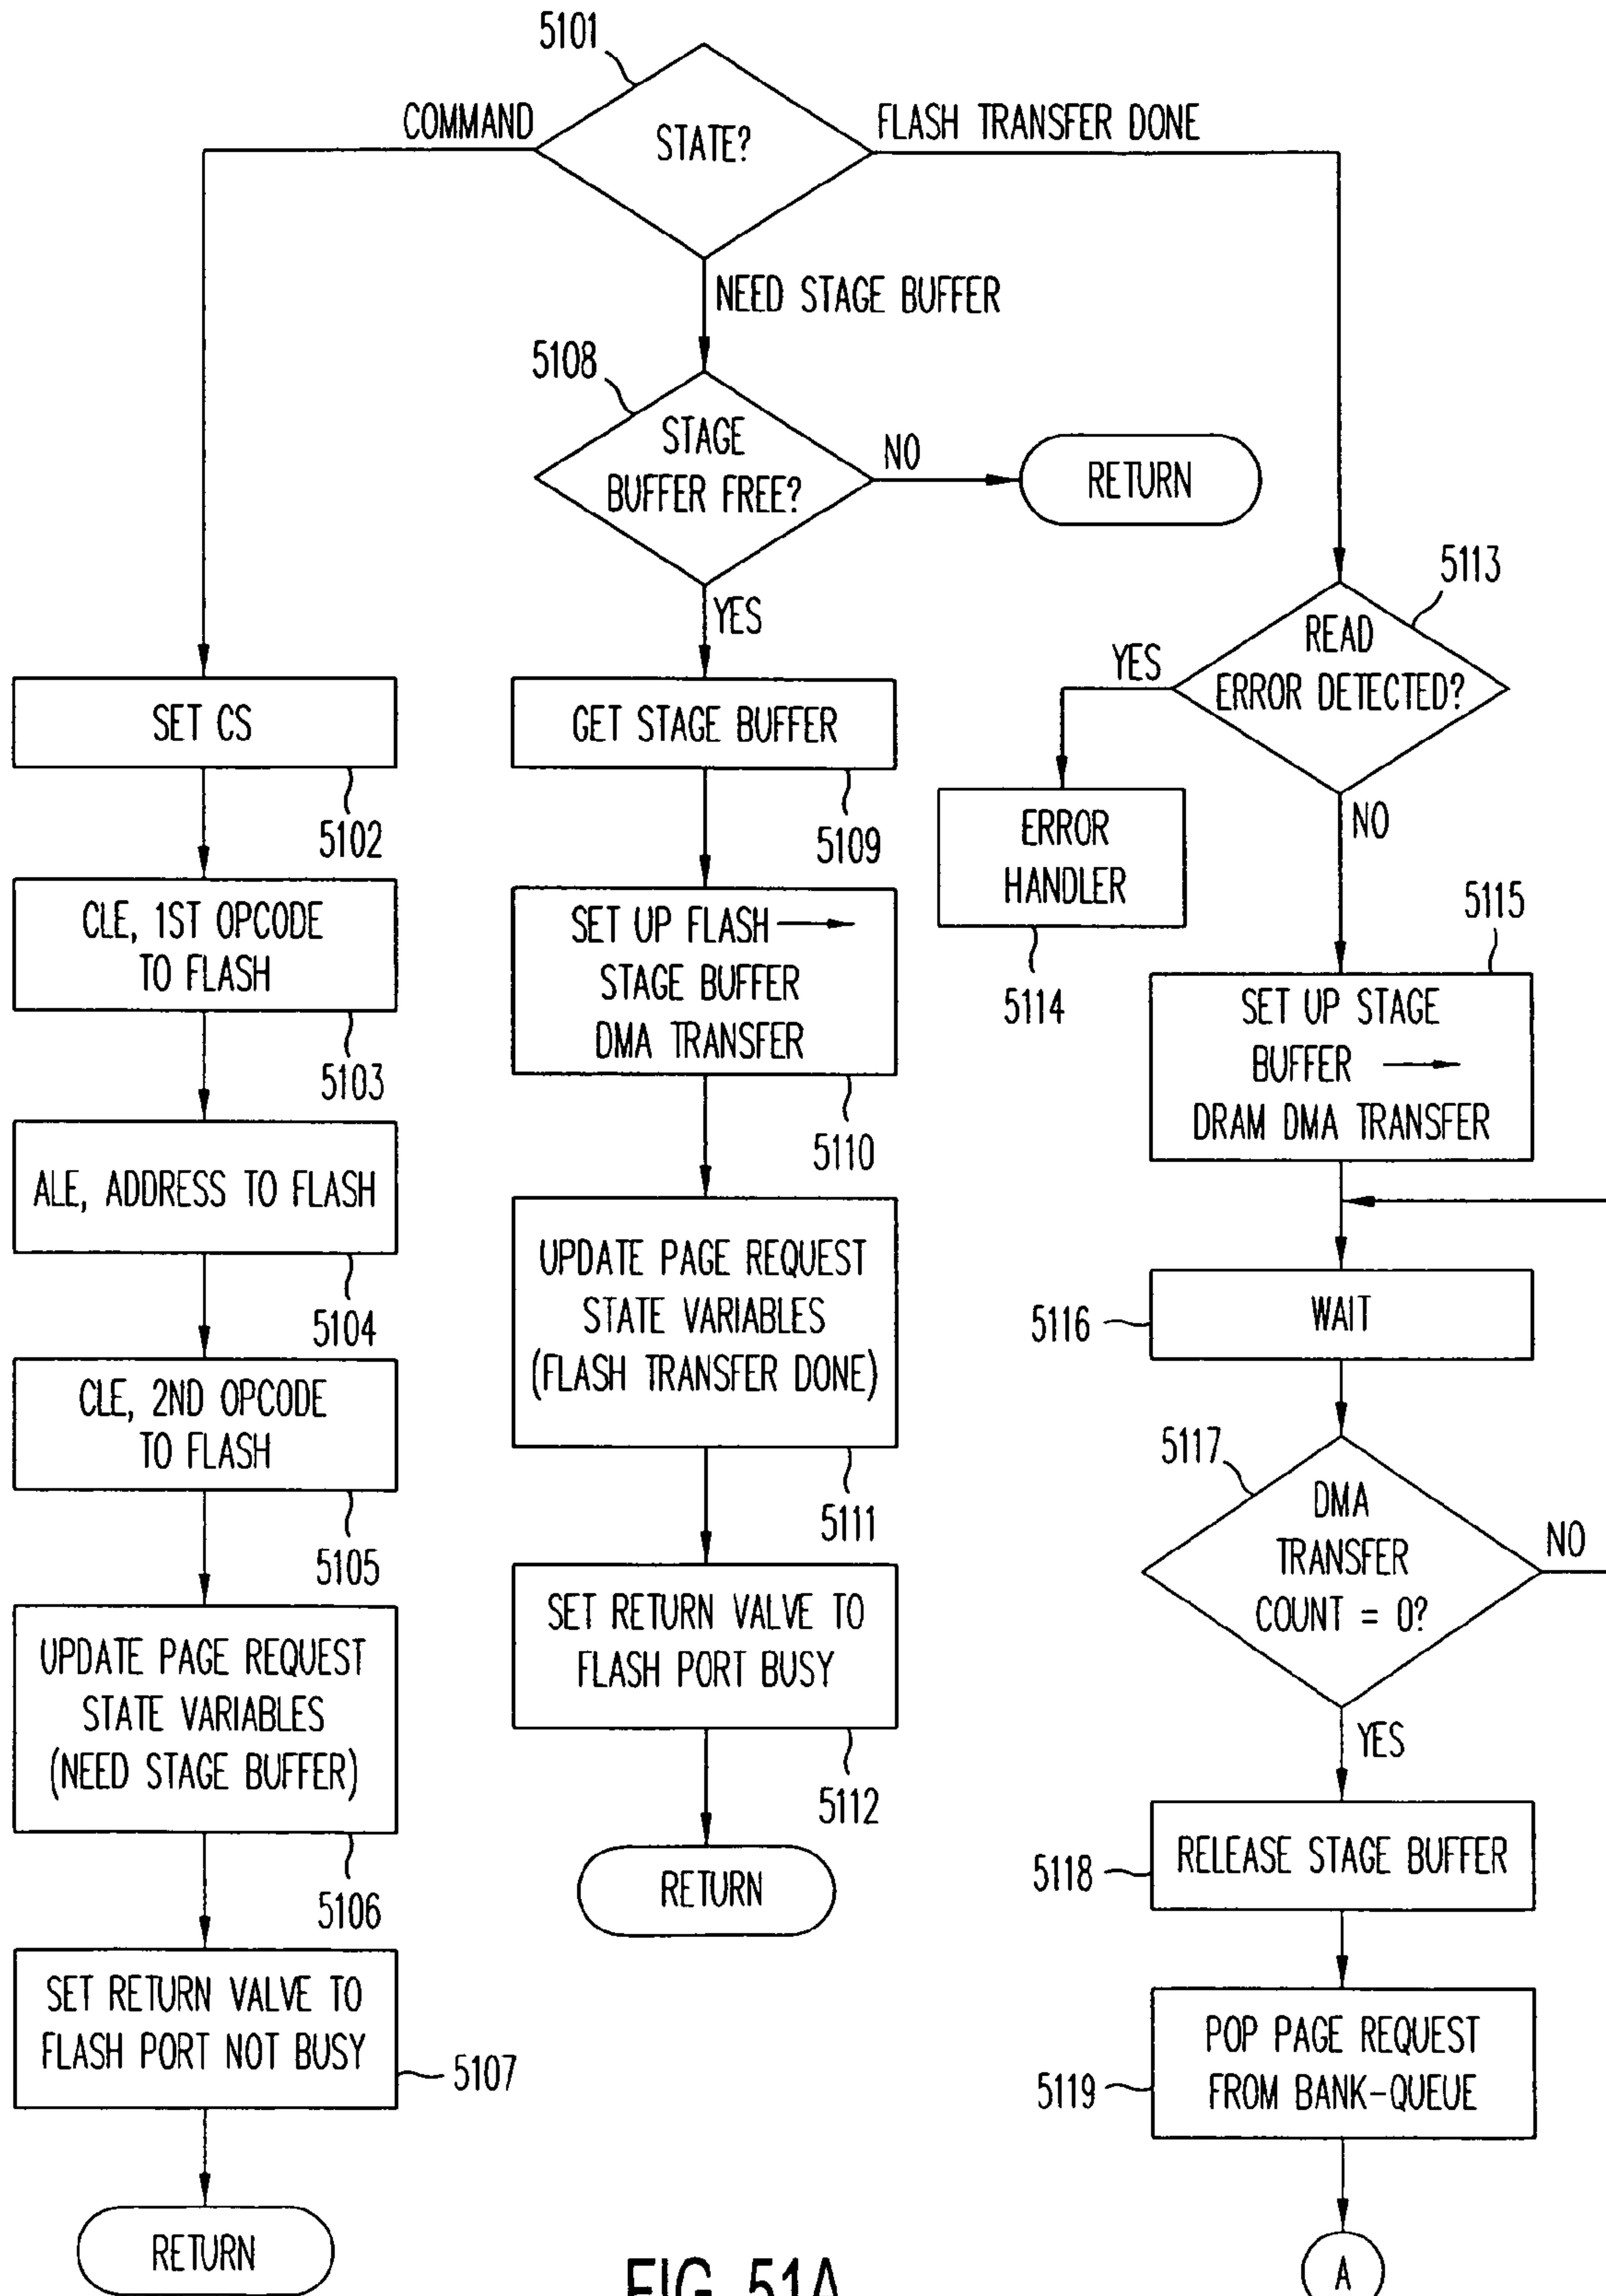 5101
COMMAND
STATE?
FLASH TRANSFER DONE
NEED STAGE BUFFER
5108
STAGE
BUFFER FREE?
NO
RETURN
YES
5113
READ
ERROR DETECTED?
YES
NO
ERROR
HANDLER
5114
SET CS
5102
CLE, 1ST OPCODE
TO FLASH
5103
ALE, ADDRESS TO FLASH
5104
CLE, 2ND OPCODE
TO FLASH
5105
UPDATE PAGE REQUEST
STATE VARIABLES
(NEED STAGE BUFFER)
5106
SET RETURN VALVE TO
FLASH PORT NOT BUSY
5107
RETURN
GET STAGE BUFFER
5109
SET UP FLASH →
STAGE BUFFER
DMA TRANSFER
5110
UPDATE PAGE REQUEST
STATE VARIABLES
(FLASH TRANSFER DONE)
5111
SET RETURN VALVE TO
FLASH PORT BUSY
5112
RETURN
5115
SET UP STAGE
BUFFER →
DRAM DMA TRANSFER
5116
WAIT
5117
DMA
TRANSFER
COUNT = 0?
NO
YES
5118
RELEASE STAGE BUFFER
5119
POP PAGE REQUEST
FROM BANK-QUEUE
A
FIG. 51A